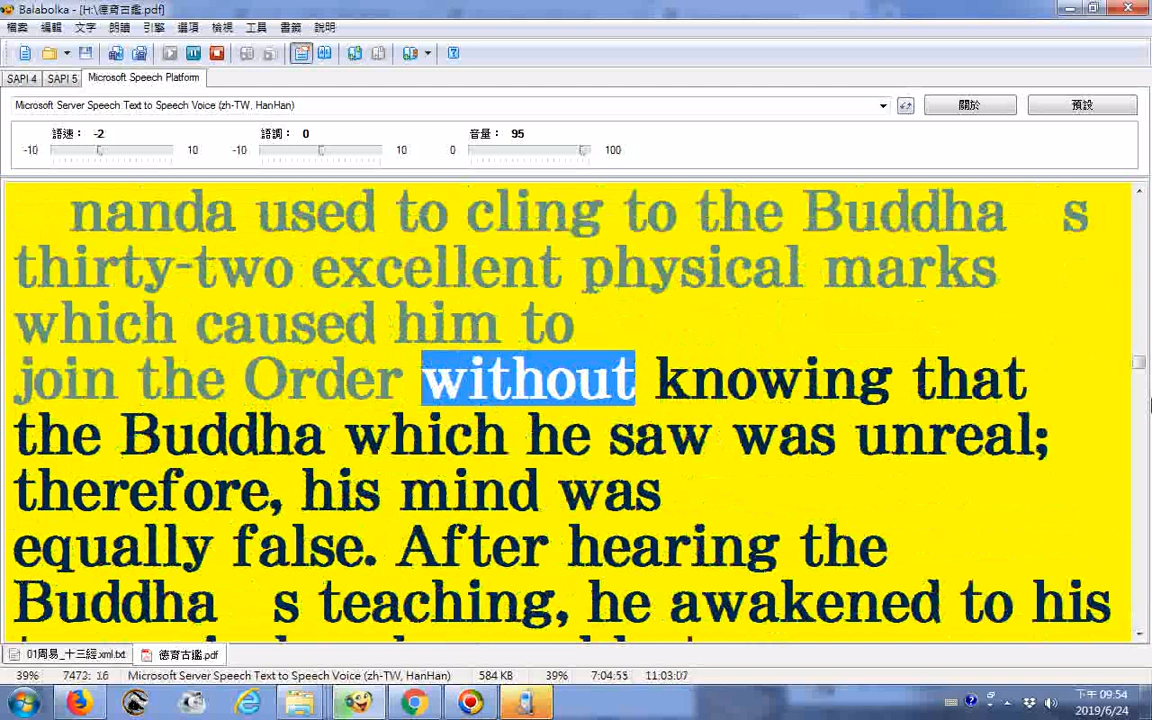 Balabolka - [H:\德育古鑑.pdf]
檔案 編輯 文字 朗讀 引擎 選項 檢視 工具 書籤 說明
SAPI 4 SAPI 5 Microsoft Speech Platform
Microsoft Server Speech Text to Speech Voice (zh-TW, HanHan) 關於 預設
語速： -2 語調： 0 音量： 95
-10 10 -10 10 0 100
nanda used to cling to the Buddha s
thirty-two excellent physical marks
which caused him to
join the Order without knowing that
the Buddha which he saw was unreal;
therefore, his mind was
equally false. After hearing the
Buddha s teaching, he awakened to his
01周易_十三經.xml.txt 德育古鑑.pdf
39% 7473: 16 Microsoft Server Speech Text to Speech Voice (zh-TW, HanHan) 584 KB 39% 7:04:55 11:03:07
下午 09:54
2019/6/24